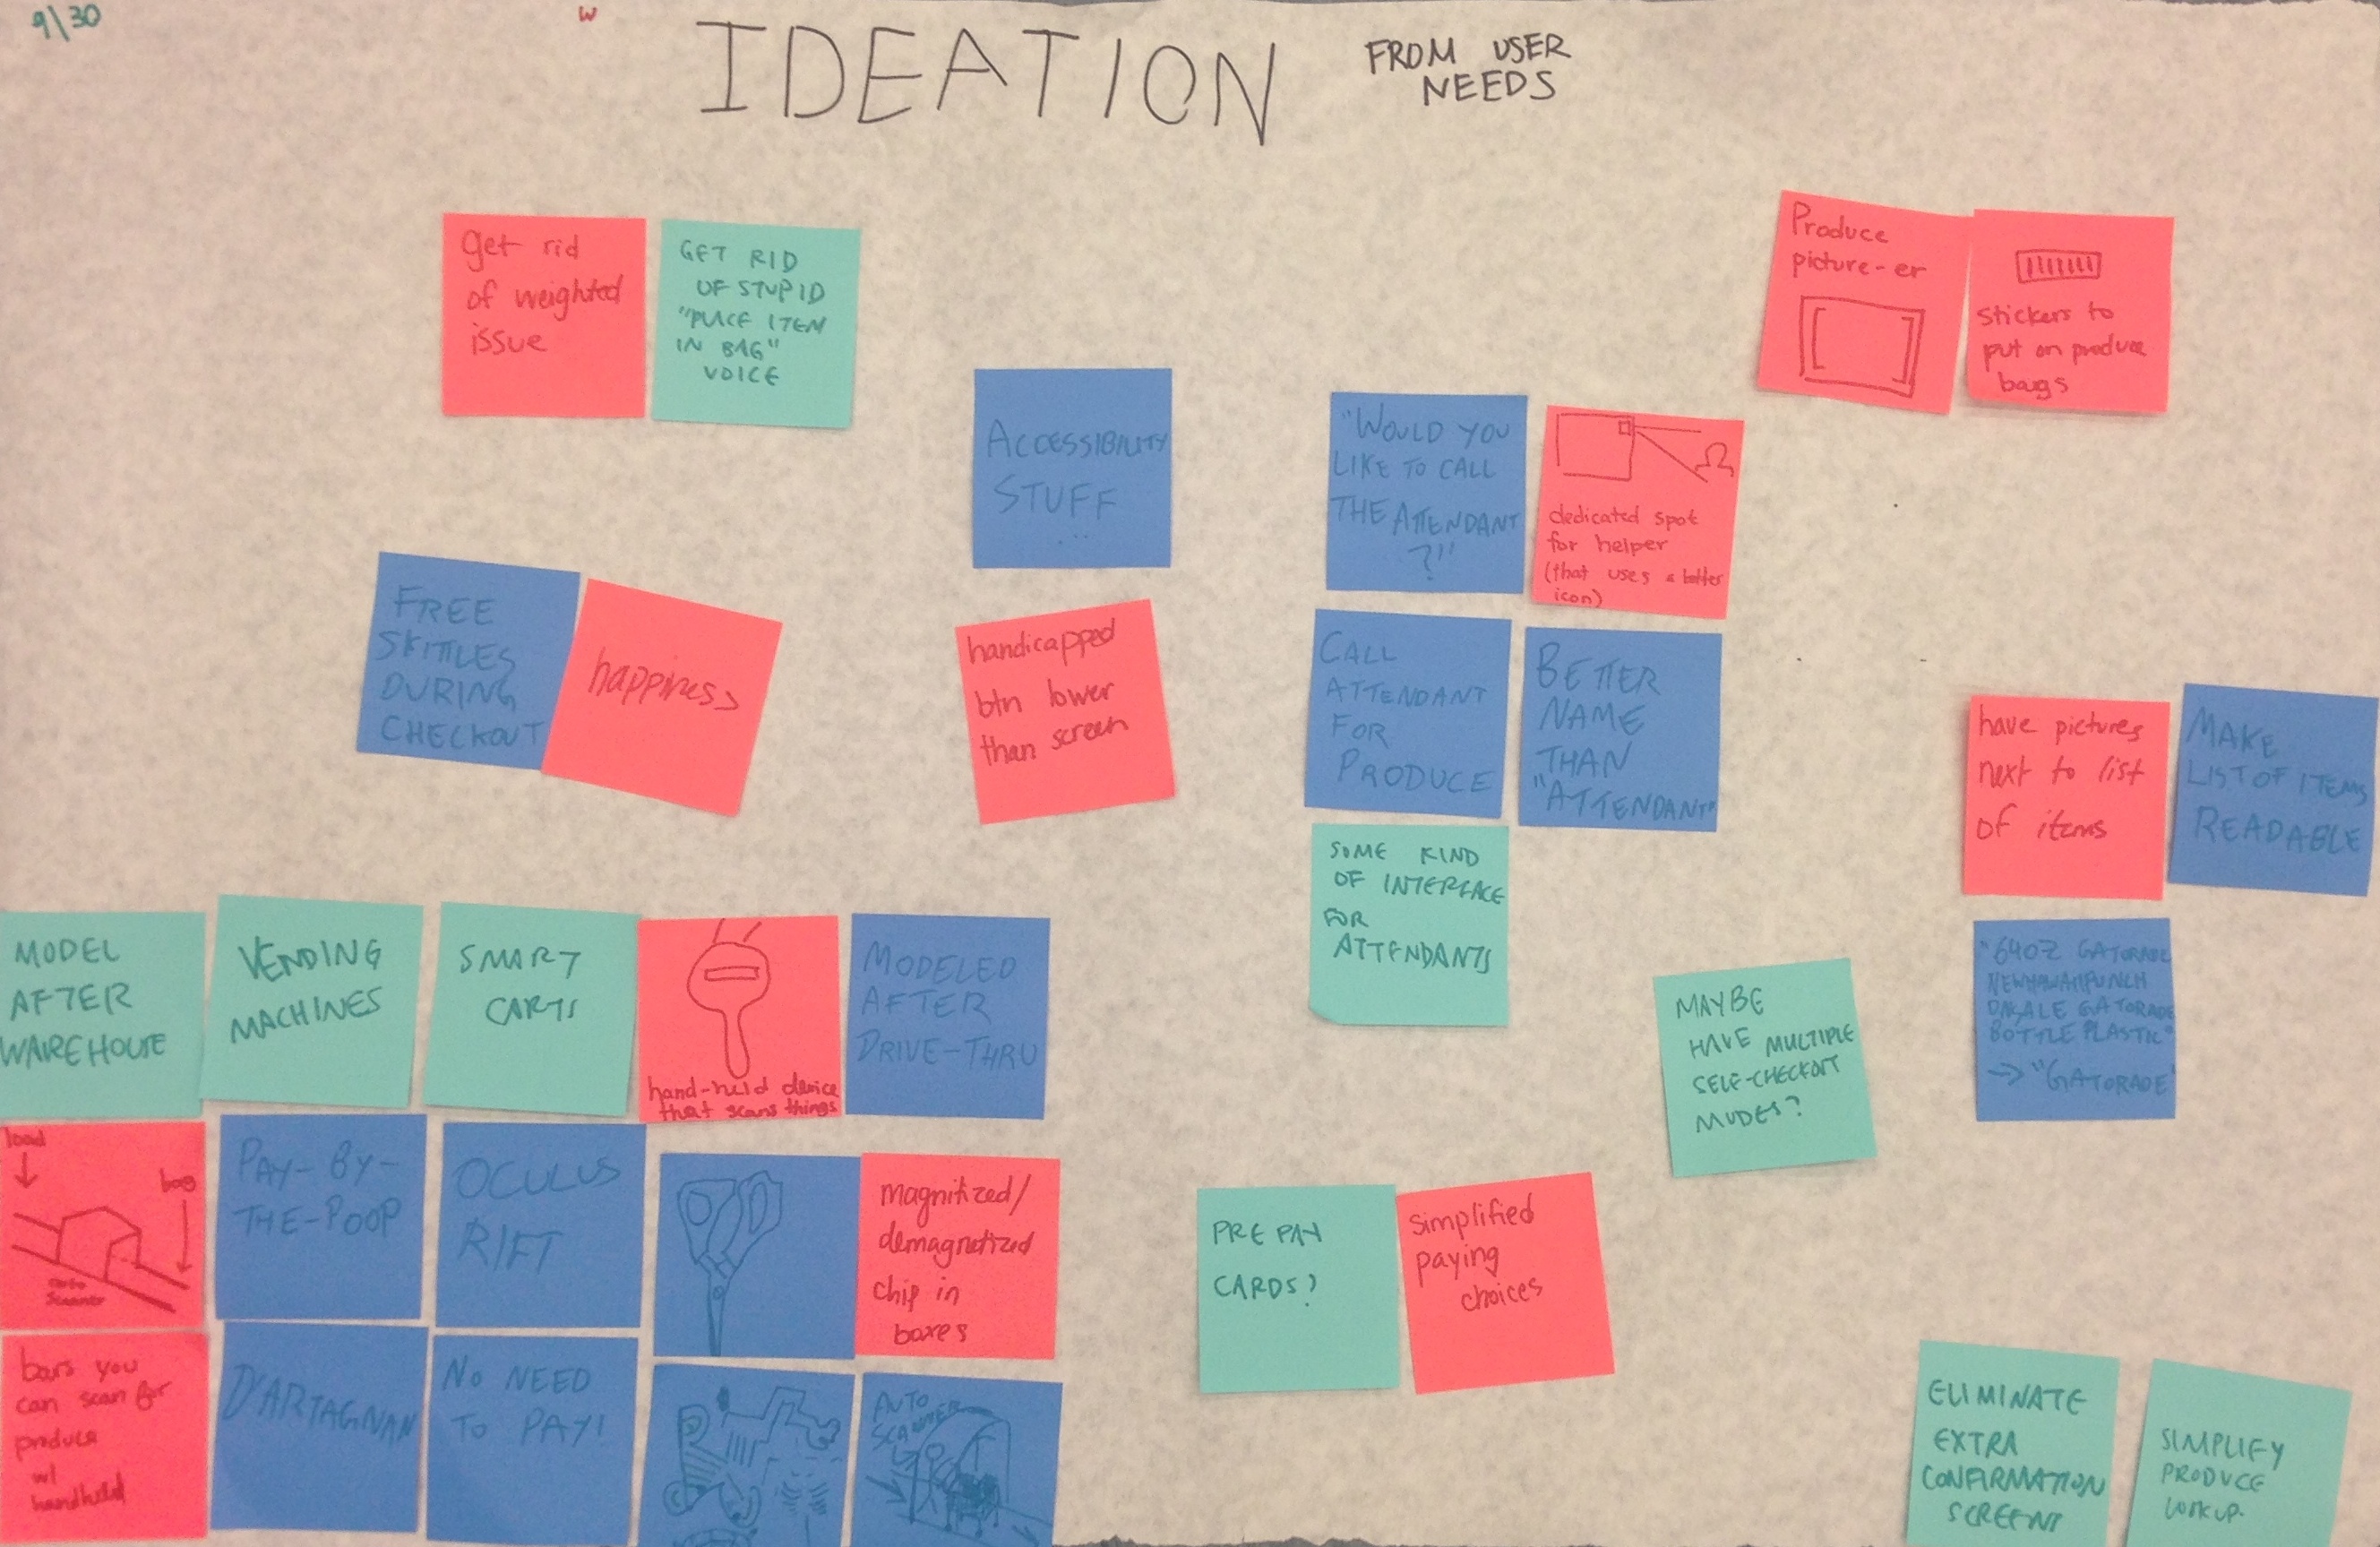 9/30
W
IDEATION
FROM USER
NEEDS
get rid
of weighted
issue
GET RID
OF STUPID
"PLACE ITEM
IN BAG"
VOICE
Produce
picture-er
stickers to
put on produce
bags
ACCESSIBILITY
STUFF
"WOULD YOU
LIKE TO CALL
THE ATTENDANT
?"
dedicated spot
for helper
(that uses a better
icon)
FREE
SKITTLES
DURING
CHECKOUT
happiness
handicapped
btn lower
than screen
CALL
ATTENDANT
FOR
PRODUCE
BETTER
NAME
THAN
"ATTENDANT"
have pictures
next to list
of items
MAKE
LIST OF ITEMS
READABLE
SOME KIND
OF INTERFACE
FOR
ATTENDANTS
"64OZ GATORADE
BOTTLE PLASTIC"
→ "GATORADE"
MAYBE
HAVE MULTIPLE
SELF-CHECKOUT
MODES?
MODEL
AFTER
WAREHOUSE
VENDING
MACHINES
SMART
CARTS
hand-held device
that scans things
MODELED
AFTER
DRIVE-THRU
load
bag
scanner
PAY-BY-
THE-POOP
OCULUS
RIFT
magnitized/
demagnetized
chip in
boxes
PRE PAY
CARDS?
simplified
paying
choices
bars you
can scan for
produce
w/
handheld
D'ARTAGNAN
NO NEED
TO PAY!
AUTO
SCANNER
ELIMINATE
EXTRA
CONFIRMATION
SCREENS
SIMPLIFY
PRODUCE
LOOKUP.